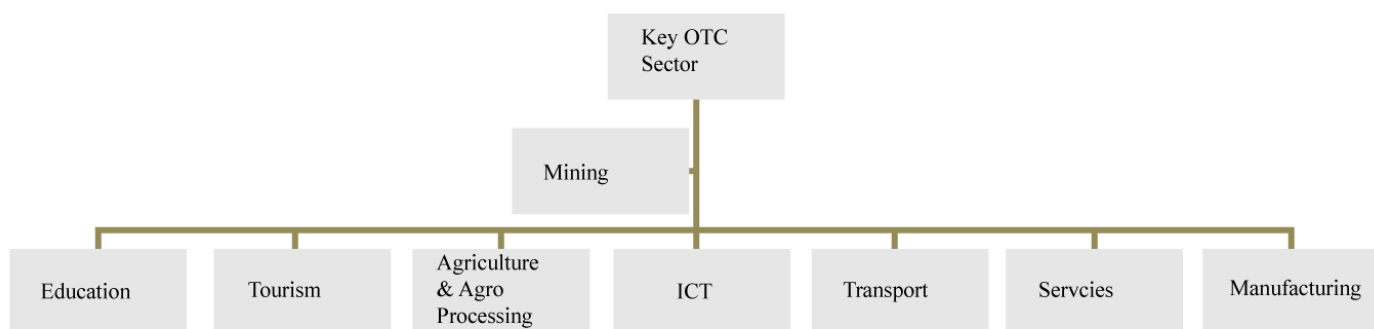 Key OTC
Sector
Mining
Education
Tourism
Agriculture
& Agro
Processing
ICT
Transport
Servcies
Manufacturing